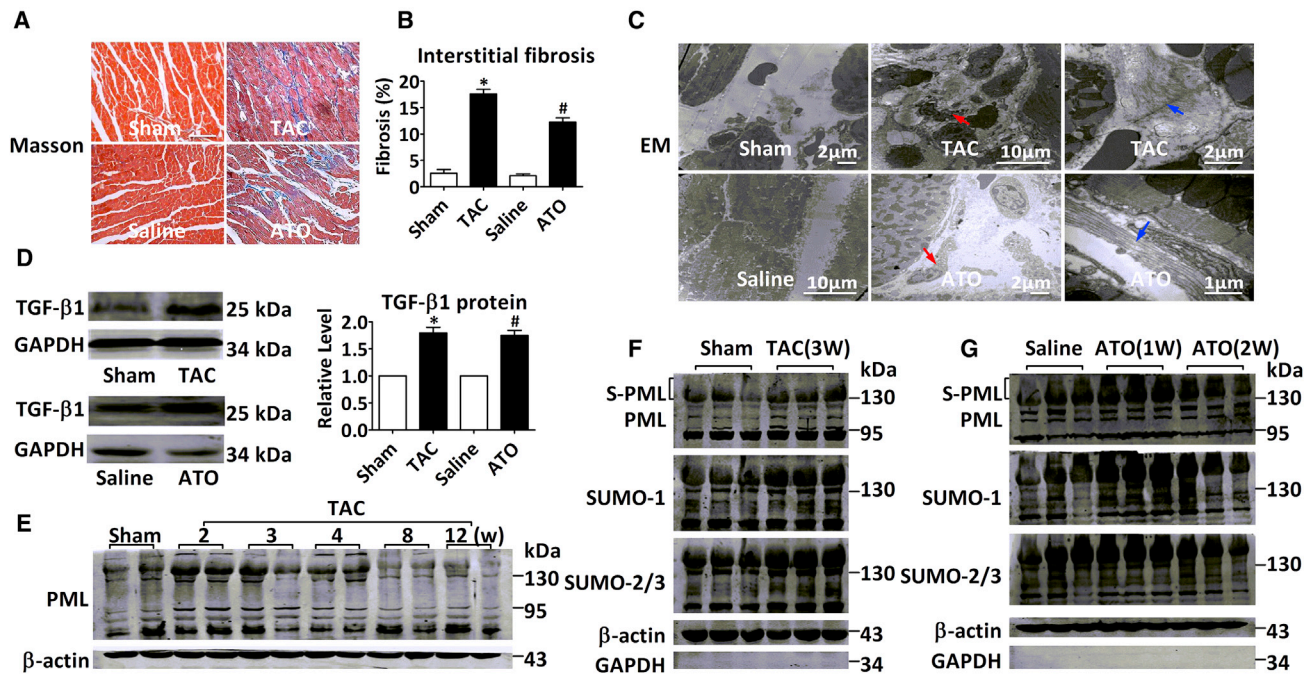 A
Masson
Sham
TAC
Saline
ATO
B
Interstitial fibrosis
Fibrosis (%)
20
15
10
5
0
*
#
Sham
TAC
Saline
ATO
C
EM
Sham
2μm
TAC
10μm
TAC
2μm
Saline
10μm
ATO
2μm
ATO
1μm
D
TGF-β1
25 kDa
GAPDH
34 kDa
Sham TAC
TGF-β1
25 kDa
GAPDH
34 kDa
Saline ATO
TGF-β1 protein
Relative Level
2.0
1.5
1.0
0.5
0.0
*
#
Sham
TAC
Saline
ATO
E
TAC
Sham 2 3 4 8 12 (w)
kDa
PML
130
95
β-actin
43
F
Sham TAC(3W)
kDa
S-PML
130
PML
95
SUMO-1
130
SUMO-2/3
130
β-actin
43
GAPDH
34
G
Saline ATO(1W) ATO(2W)
kDa
S-PML
130
PML
95
SUMO-1
130
SUMO-2/3
130
β-actin
43
GAPDH
34